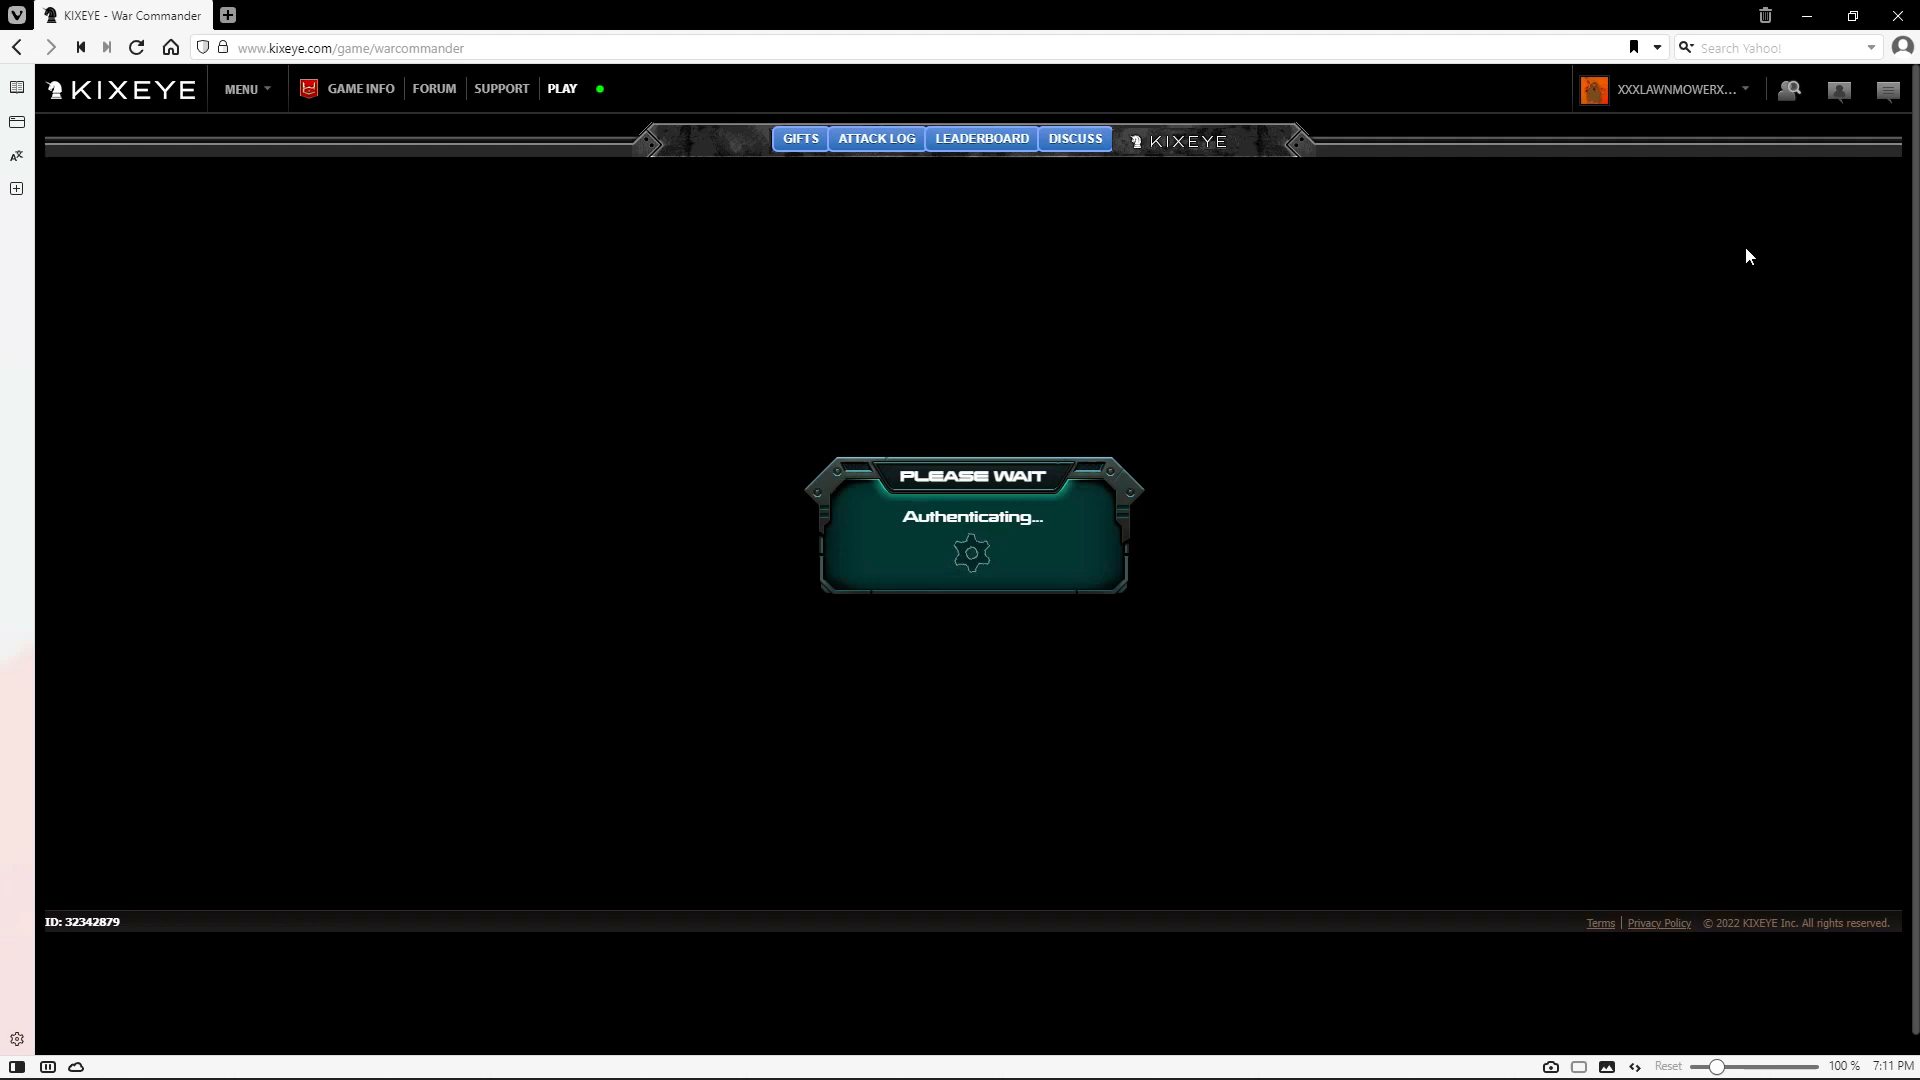 KIXEYE - War Commander
www.kixeye.com/game/warcommander
Search Yahoo!
KIXEYE
MENU
GAME INFO
FORUM
SUPPORT
PLAY
XXXLAWNMOWERX...
GIFTS
ATTACK LOG
LEADERBOARD
DISCUSS
KIXEYE
PLEASE WAIT
Authenticating...
ID: 32342879
Terms
Privacy Policy
© 2022 KIXEYE Inc. All rights reserved.
Reset
100 %
7:11 PM